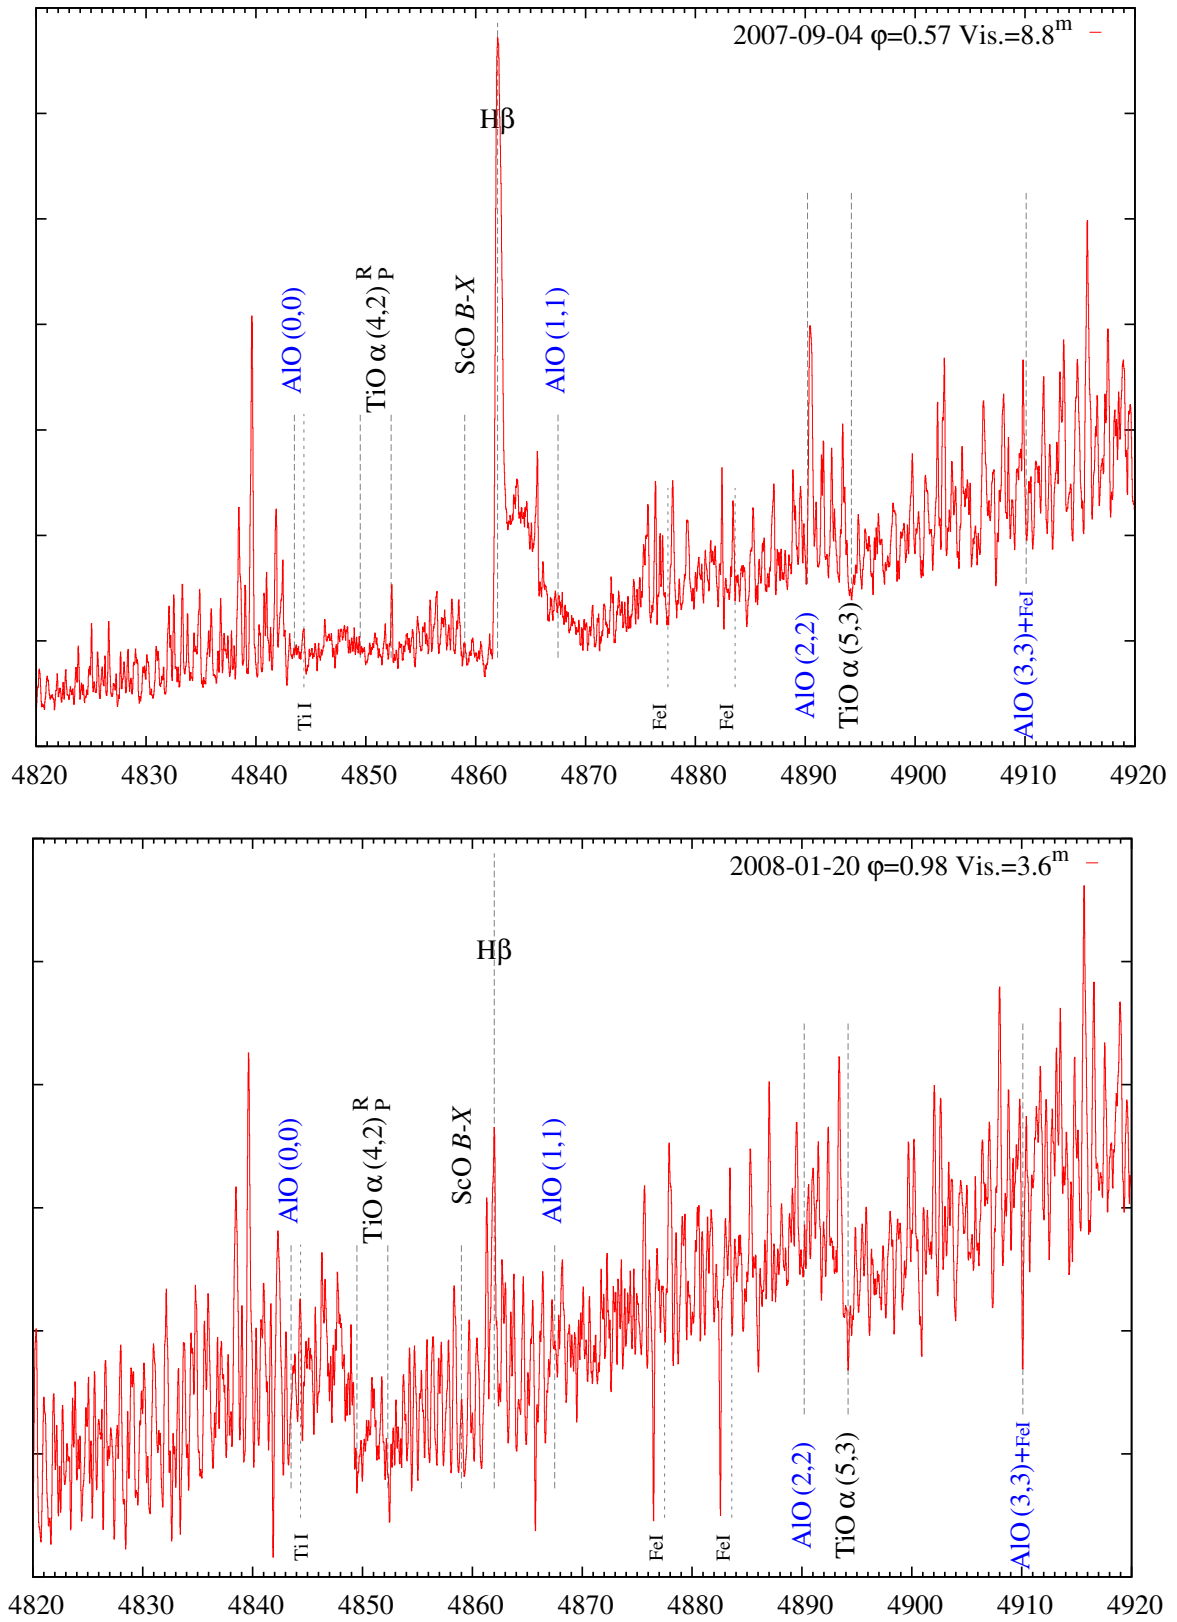 2007-09-04 φ=0.57 Vis.=8.8m
Hβ
AlO (0,0)
TiO α (4,2) R P
ScO B-X
AlO (1,1)
Ti I
FeI
FeI
AlO (2,2)
TiO α (5,3)
AlO (3,3)+FeI
4820 4830 4840 4850 4860 4870 4880 4890 4900 4910 4920
2008-01-20 φ=0.98 Vis.=3.6m
Hβ
AlO (0,0)
TiO α (4,2) R P
ScO B-X
AlO (1,1)
Ti I
FeI
FeI
AlO (2,2)
TiO α (5,3)
AlO (3,3)+FeI
4820 4830 4840 4850 4860 4870 4880 4890 4900 4910 4920